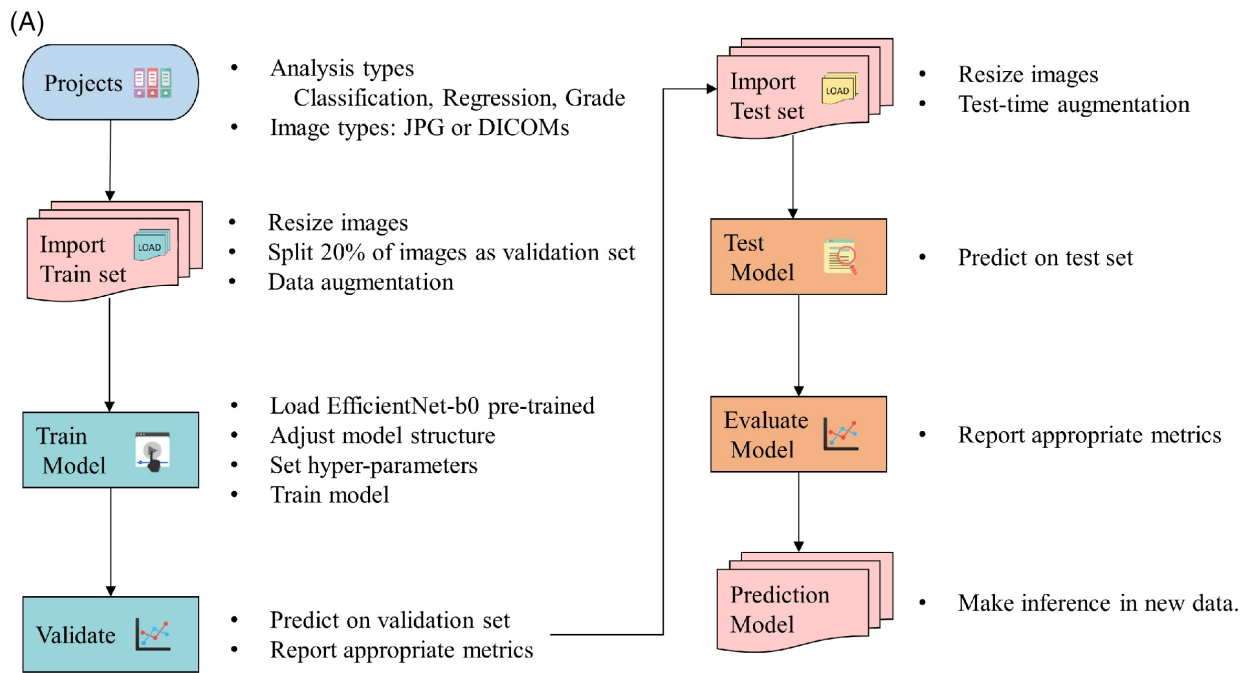 (A)
Projects
• Analysis types
Classification, Regression, Grade
• Image types: JPG or DICOMs
Import
Train set
LOAD
• Resize images
• Split 20% of images as validation set
• Data augmentation
Train
Model
• Load EfficientNet-b0 pre-trained
• Adjust model structure
• Set hyper-parameters
• Train model
Validate
• Predict on validation set
• Report appropriate metrics
Import
Test set
LOAD
• Resize images
• Test-time augmentation
Test
Model
• Predict on test set
Evaluate
Model
• Report appropriate metrics
Prediction
Model
• Make inference in new data.